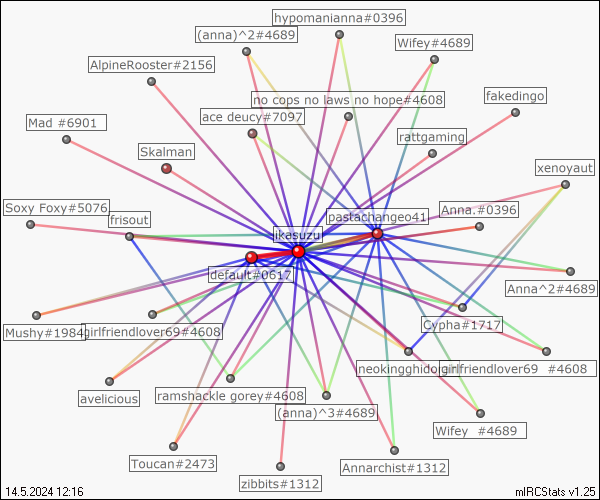 hypomanianna#0396
(anna)^2#4689
Wifey#4689
AlpineRooster#2156
no cops no laws no hope#4608
fakedingo
ace deucy#7097
Mad #6901
rattgaming
Skalman
xenoyaut
Soxy Foxy#5076
frisout
pastachangeo41
Anna.#0396
ikasuzu
default#0617
Anna^2#4689
Mushy#1984
girlfriendlover69#4608
Cypha#1717
neokingghido
girlfriendlover69 #4608
avelicious
ramshackle gorey#4608
(anna)^3#4689
Wifey #4689
Toucan#2473
Annarchist#1312
zibbits#1312
14.5.2024 12:16
mIRCStats v1.25